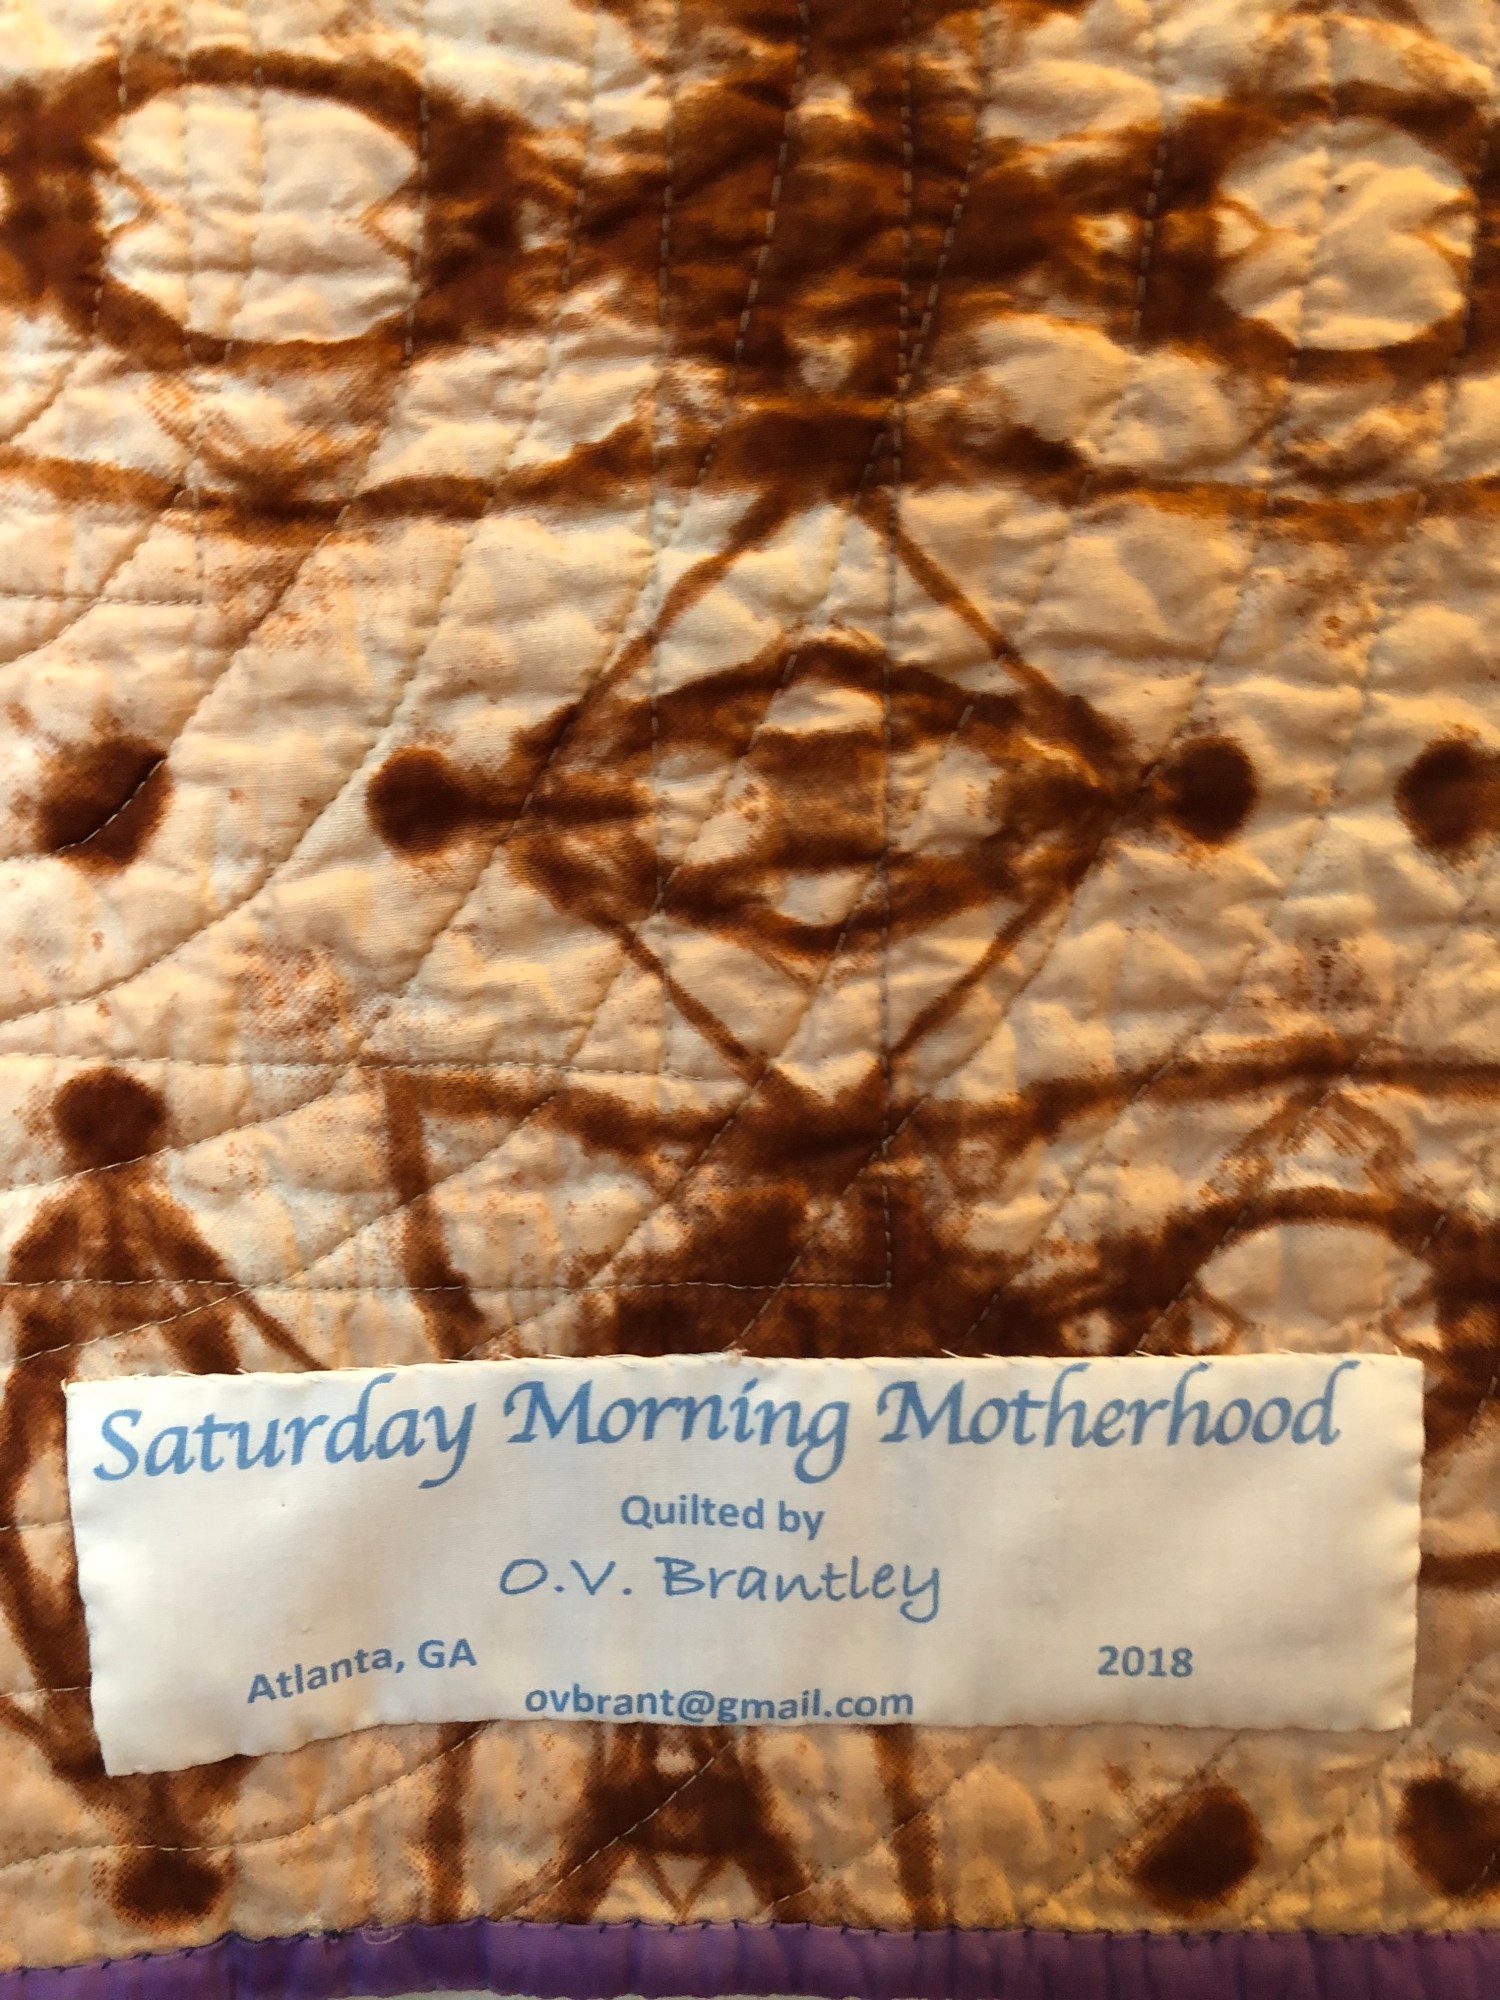 Saturday Morning Motherhood
Quilted by
O.V. Brantley
Atlanta, GA
2018
ovbrant@gmail.com